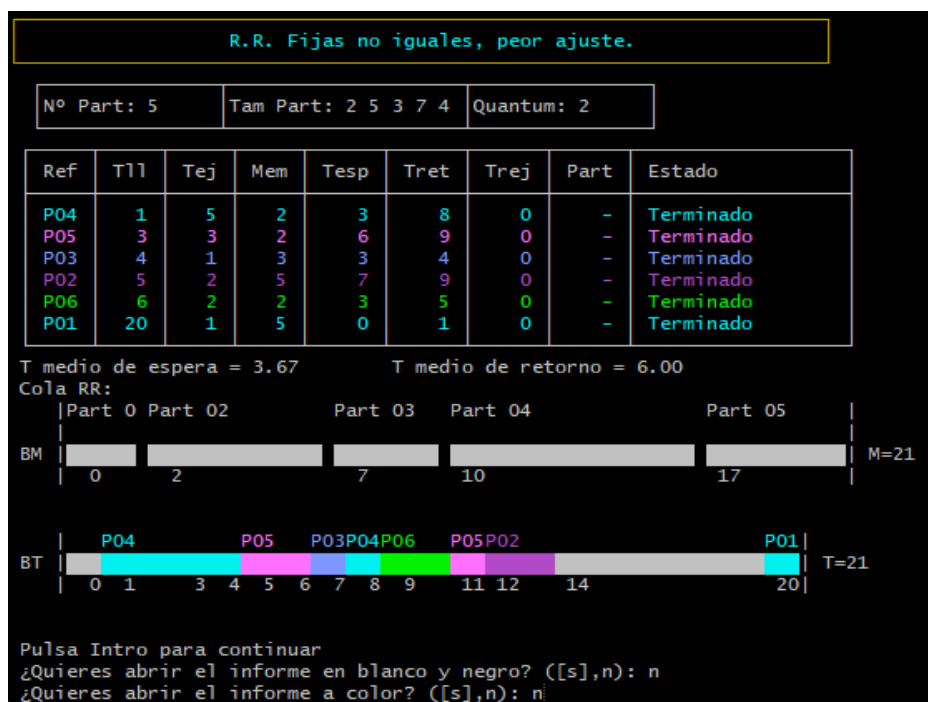 R.R. Fijas no iguales, peor ajuste.
Nº Part: 5 Tam Part: 2 5 3 7 4 Quantum: 2
Ref Tll Tej Mem Tesp Tret Trej Part Estado
P04 1 5 2 3 8 0 - Terminado
P05 3 3 2 6 9 0 - Terminado
P03 4 1 3 3 4 0 - Terminado
P02 5 2 5 7 9 0 - Terminado
P06 6 2 2 3 5 0 - Terminado
P01 20 1 5 0 1 0 - Terminado
T medio de espera = 3.67 T medio de retorno = 6.00
Cola RR:
|Part 0 Part 02 Part 03 Part 04 Part 05 |
| |
BM | | M=21
| 0 2 7 10 17 |
| P04 P05 P03P04P06 P05P02 P01|
BT | | T=21
| 0 1 3 4 5 6 7 8 9 11 12 14 20|
Pulsa Intro para continuar
¿Quieres abrir el informe en blanco y negro? ([s],n): n
¿Quieres abrir el informe a color? ([s],n): n